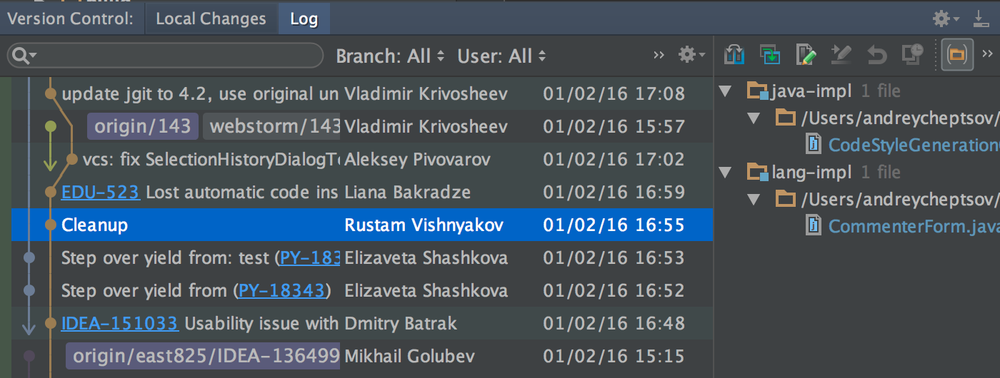 Version Control: Local Changes Log
Branch: All User: All
update jgit to 4.2, use original un Vladimir Krivosheev 01/02/16 17:08
origin/143 webstorm/143 Vladimir Krivosheev 01/02/16 15:57
vcs: fix SelectionHistoryDialogT Aleksey Pivovarov 01/02/16 17:02
EDU-523 Lost automatic code ins Liana Bakradze 01/02/16 16:59
Cleanup Rustam Vishnyakov 01/02/16 16:55
Step over yield from: test (PY-183 Elizaveta Shashkova 01/02/16 16:53
Step over yield from (PY-18343) Elizaveta Shashkova 01/02/16 16:52
IDEA-151033 Usability issue with Dmitry Batrak 01/02/16 16:48
origin/east825/IDEA-136499 Mikhail Golubev 01/02/16 15:15
java-impl 1 file
/Users/andreycheptsov/
CodeStyleGeneration
lang-impl 1 file
/Users/andreycheptsov/
CommenterForm.java